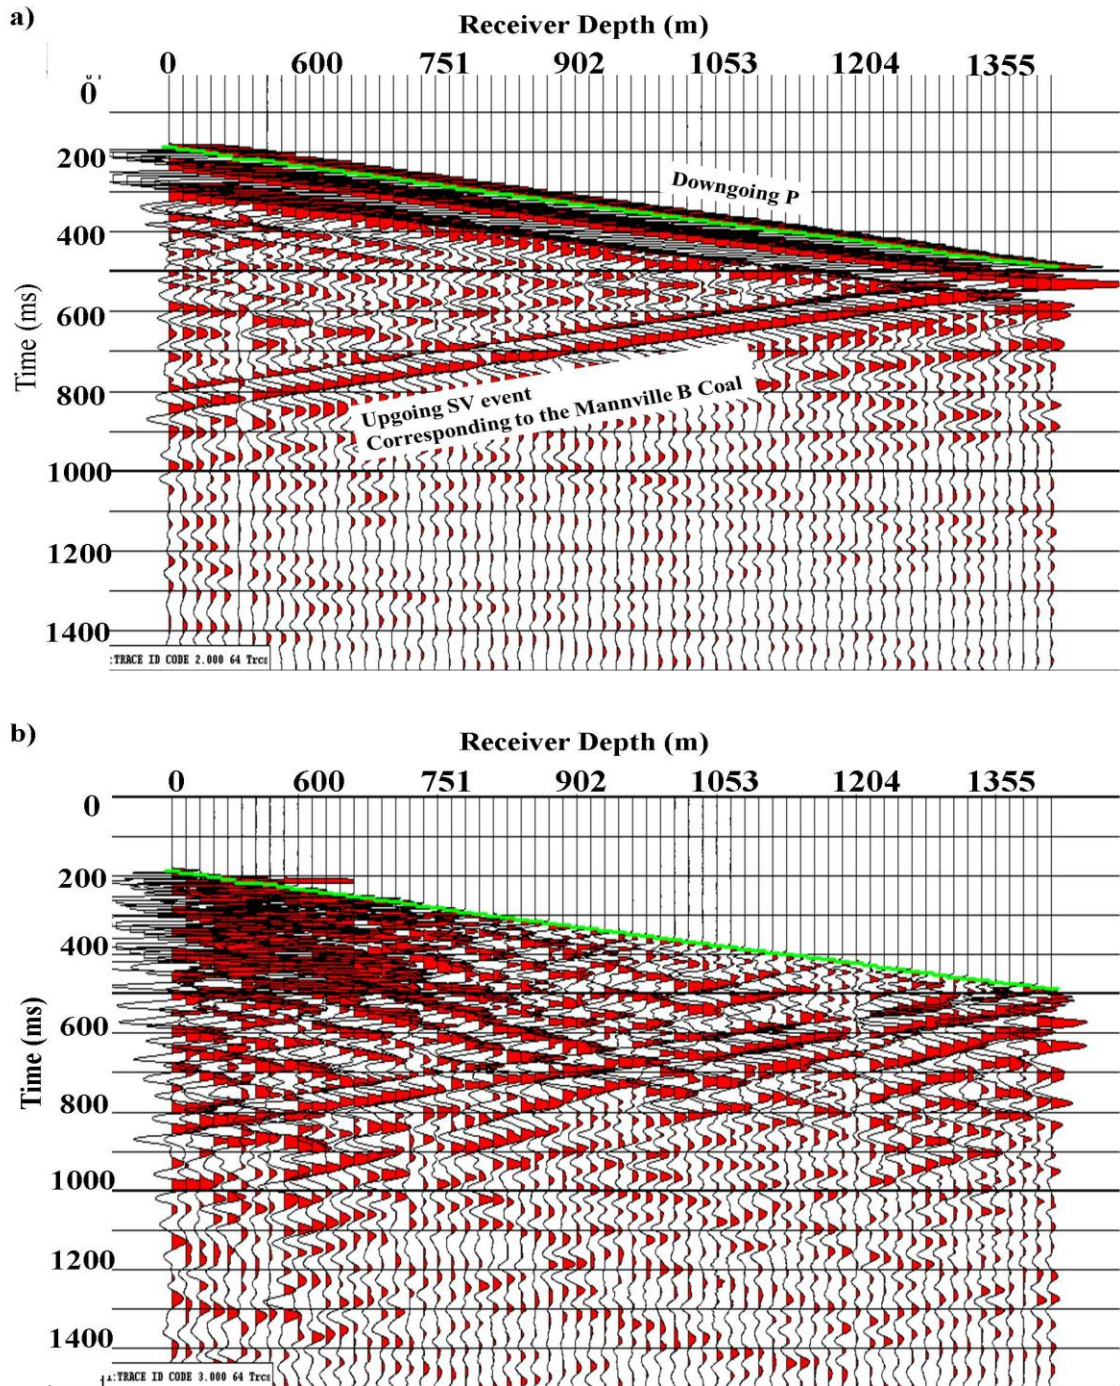 a)
Receiver Depth (m)
0 600 751 902 1053 1204 1355
0
200
Downgoing P
400
600
Time (ms)
800
Upgoing SV event
Corresponding to the Mannville B Coal
1000
1200
1400
:TRACE ID CODE 2.000 64 Trcs
b)
Receiver Depth (m)
0 600 751 902 1053 1204 1355
0
200
400
600
Time (ms)
800
1000
1200
1400
:TRACE ID CODE 3.000 64 Trcs